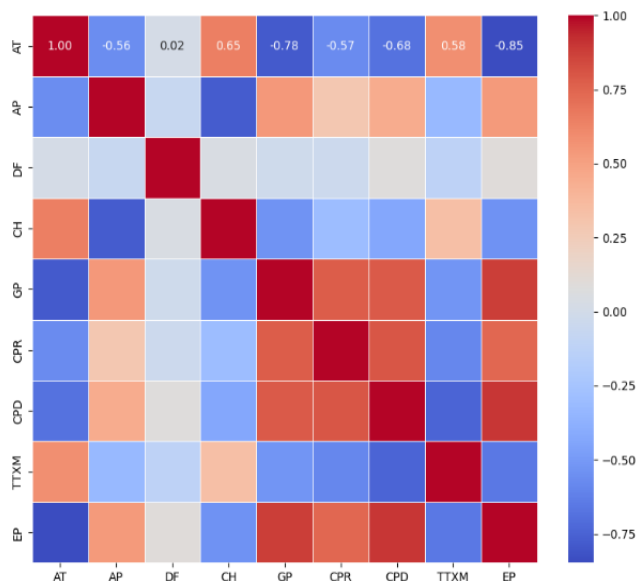 1.00
AT 1.00 -0.56 0.02 0.65 -0.78 -0.57 -0.68 0.58 -0.85
0.75
AP
0.50
DF
0.25
CH
0.00
GP
−0.25
CPR
CPD
−0.50
TTXM
−0.75
EP
AT AP DF CH GP CPR CPD TTXM EP